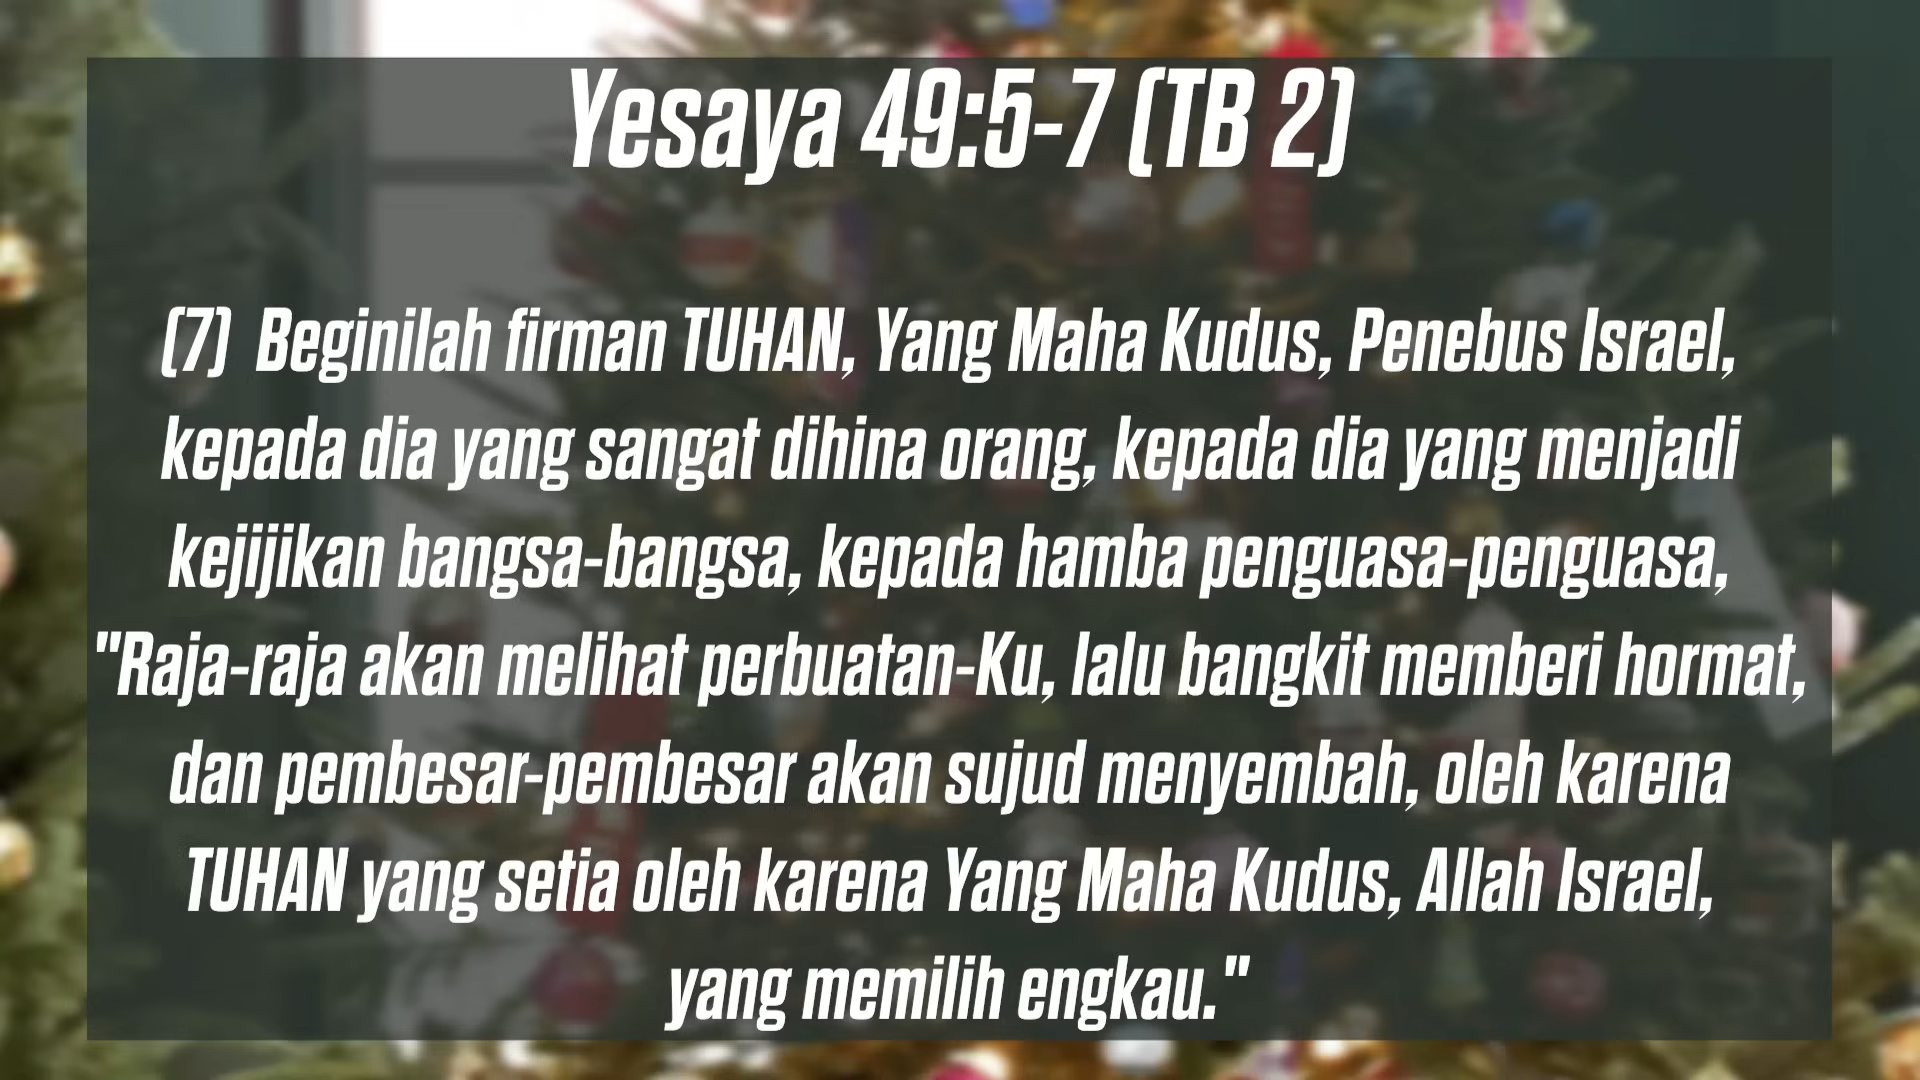 Yesaya 49:5-7 (TB 2)
(7) Beginilah firman TUHAN, Yang Maha Kudus, Penebus Israel,
kepada dia yang sangat dihina orang, kepada dia yang menjadi
kejijikan bangsa-bangsa, kepada hamba penguasa-penguasa,
"Raja-raja akan melihat perbuatan-Ku, lalu bangkit memberi hormat,
dan pembesar-pembesar akan sujud menyembah, oleh karena
TUHAN yang setia oleh karena Yang Maha Kudus, Allah Israel,
yang memilih engkau."